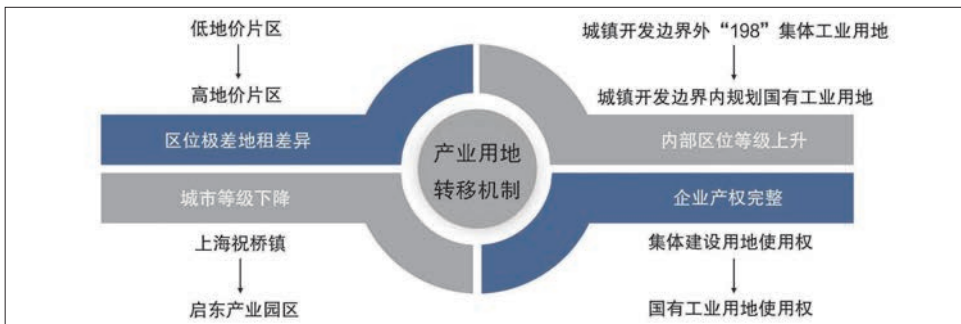 低地价片区
高地价片区
区位极差地租差异
城市等级下降
上海祝桥镇
启东产业园区
产业用地
转移机制
城镇开发边界外“198”集体工业用地
城镇开发边界内规划国有工业用地
内部区位等级上升
企业产权完整
集体建设用地使用权
国有工业用地使用权